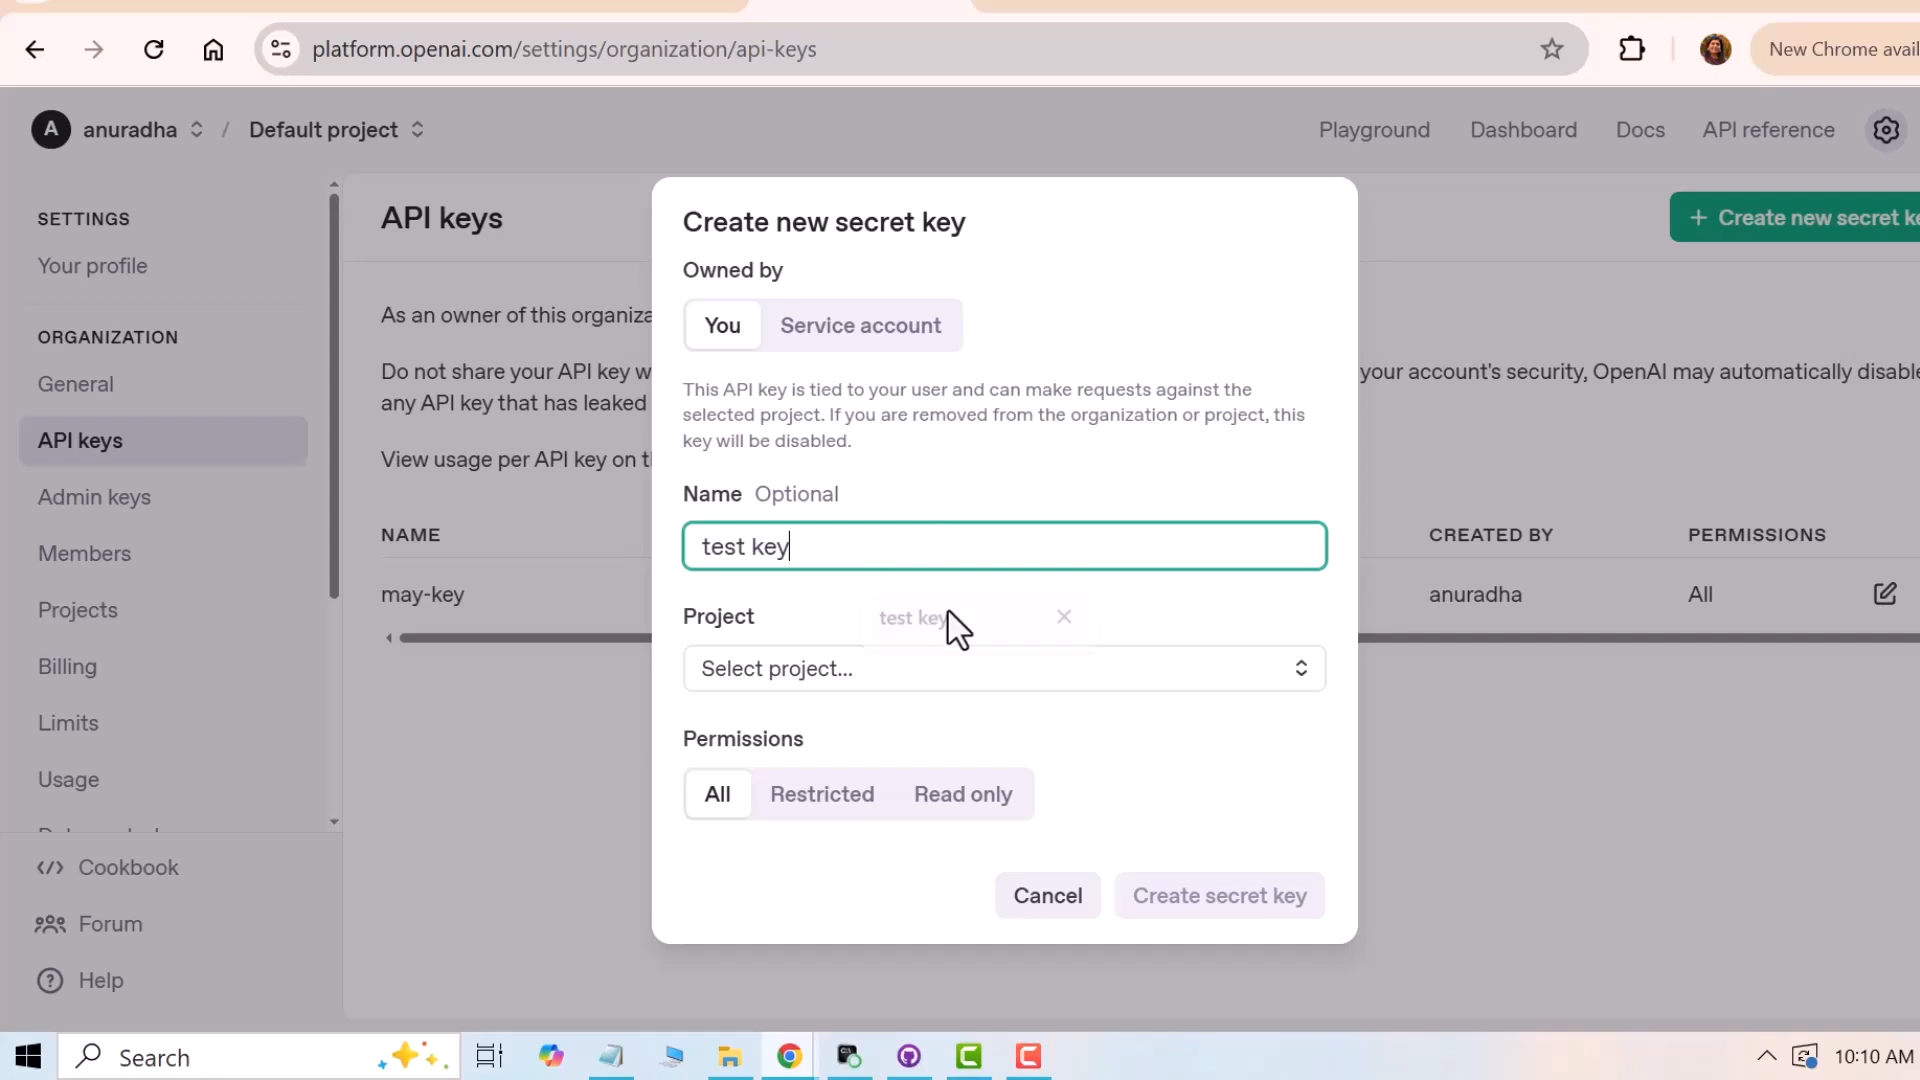 platform.openai.com/settings/organization/api-keys
New Chrome avail
A anuradha / Default project
Playground Dashboard Docs API reference
SETTINGS
Your profile
ORGANIZATION
General
API keys
Admin keys
Members
Projects
Billing
Limits
Usage
Cookbook
Forum
Help
API keys
+ Create new secret ke
As an owner of this organiza
Do not share your API key w
your account's security, OpenAI may automatically disable
any API key that has leaked
View usage per API key on t
NAME
CREATED BY
PERMISSIONS
may-key
anuradha
All
Create new secret key
Owned by
You Service account
This API key is tied to your user and can make requests against the
selected project. If you are removed from the organization or project, this
key will be disabled.
Name Optional
test key
Project
test key
Select project...
Permissions
All Restricted Read only
Cancel Create secret key
Search
10:10 AM